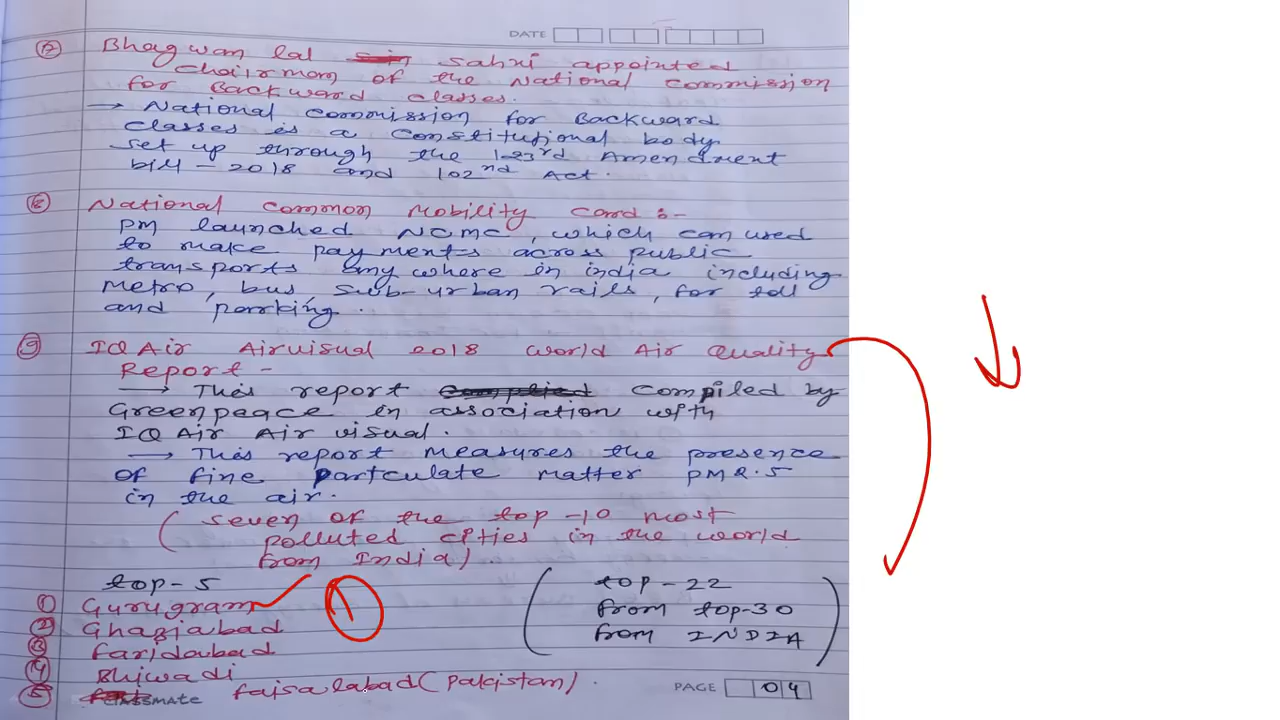 DATE
17 Bhagwan lal Sahni appointed
chairman of the National commission
for Backward classes.
→ National commission for Backward
classes is a constitutional body
set up through the 123rd Amendment
bill - 2018 and 102nd Act.
18 National common Mobility card :-
PM launched NCMC, which can used
to make payments across public
transports any where in india including
Metro, bus, sub-urban rails, for toll
and parking.
19 IQ Air Airvisual 2018 world Air Quality
Report -
→ This report compiled by
Greenpeace in association with
IQ Air Air visual.
→ This report measures the presence
of fine particulate matter PM2.5
in the air.
(seven of the top-10 most
polluted cities in the world
from India)
top-5
(top-22
① Gurugram ①
from top-30
② Ghaziabad
from INDIA)
③ faridabad
④ Bhiwadi
⑤ faisalabad (Pakistan).
CLASSMATE
PAGE 04